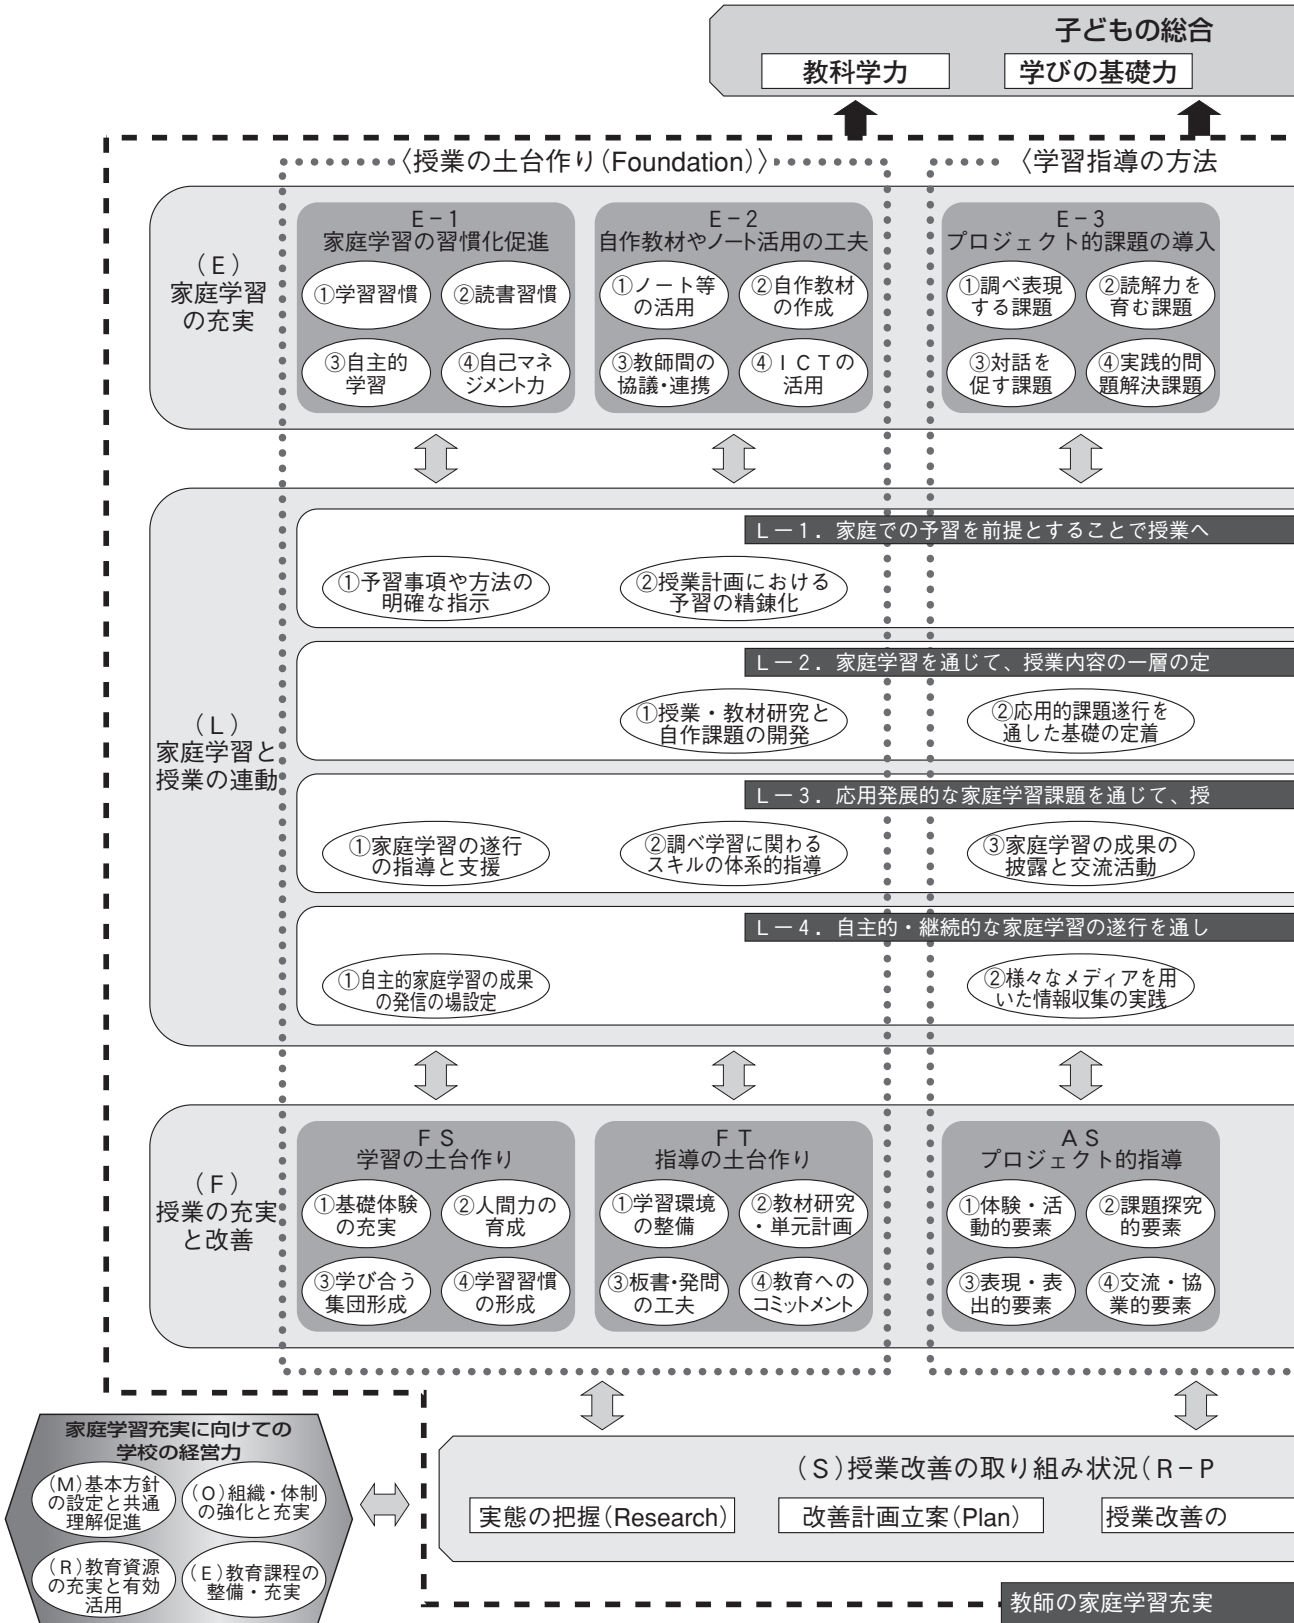 子どもの総合
教科学力
学びの基礎力
〈授業の土台作り(Foundation)〉
〈学習指導の方法
(E)
家庭学習
の充実
E-1
家庭学習の習慣化促進
①学習習慣
②読書習慣
③自主的
学習
④自己マネ
ジメント力
E-2
自作教材やノート活用の工夫
①ノート等
の活用
②自作教材
の作成
③教師間の
協議・連携
④ICTの
活用
E-3
プロジェクト的課題の導入
①調べ表現
する課題
②読解力を
育む課題
③対話を
促す課題
④実践的問
題解決課題
(L)
家庭学習と
授業の連動
L-1．家庭での予習を前提とすることで授業へ
①予習事項や方法の
明確な指示
②授業計画における
予習の精錬化
L-2．家庭学習を通じて、授業内容の一層の定
①授業・教材研究と
自作課題の開発
②応用的課題遂行を
通した基礎の定着
L-3．応用発展的な家庭学習課題を通じて、授
①家庭学習の遂行
の指導と支援
②調べ学習に関わる
スキルの体系的指導
③家庭学習の成果の
披露と交流活動
L-4．自主的・継続的な家庭学習の遂行を通し
①自主的家庭学習の成果
の発信の場設定
②様々なメディアを用
いた情報収集の実践
(F)
授業の充実
と改善
FS
学習の土台作り
①基礎体験
の充実
②人間力の
育成
③学び合う
集団形成
④学習習慣
の形成
FT
指導の土台作り
①学習環境
の整備
②教材研究
・単元計画
③板書・発問
の工夫
④教育への
コミットメント
AS
プロジェクト的指導
①体験・活
動的要素
②課題探究
的要素
③表現・表
出的要素
④交流・協
業的要素
家庭学習充実に向けての
学校の経営力
(M)基本方針
の設定と共通
理解促進
(O)組織・体制
の強化と充実
(R)教育資源
の充実と有効
活用
(E)教育課程の
整備・充実
(S)授業改善の取り組み状況(R-P
実態の把握(Research)
改善計画立案(Plan)
授業改善の
教師の家庭学習充実